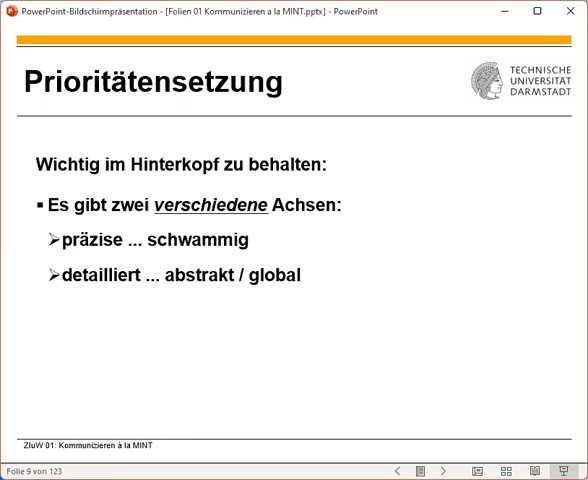 PowerPoint-Bildschirmpräsentation - [Folien 01 Kommunizieren a la MINT.pptx] - PowerPoint
Prioritätensetzung
TECHNISCHE
UNIVERSITÄT
DARMSTADT
Wichtig im Hinterkopf zu behalten:
▪ Es gibt zwei verschiedene Achsen:
➢präzise ... schwammig
➢detailliert ... abstrakt / global
ZIuW 01: Kommunizieren à la MINT
Folie 9 von 123